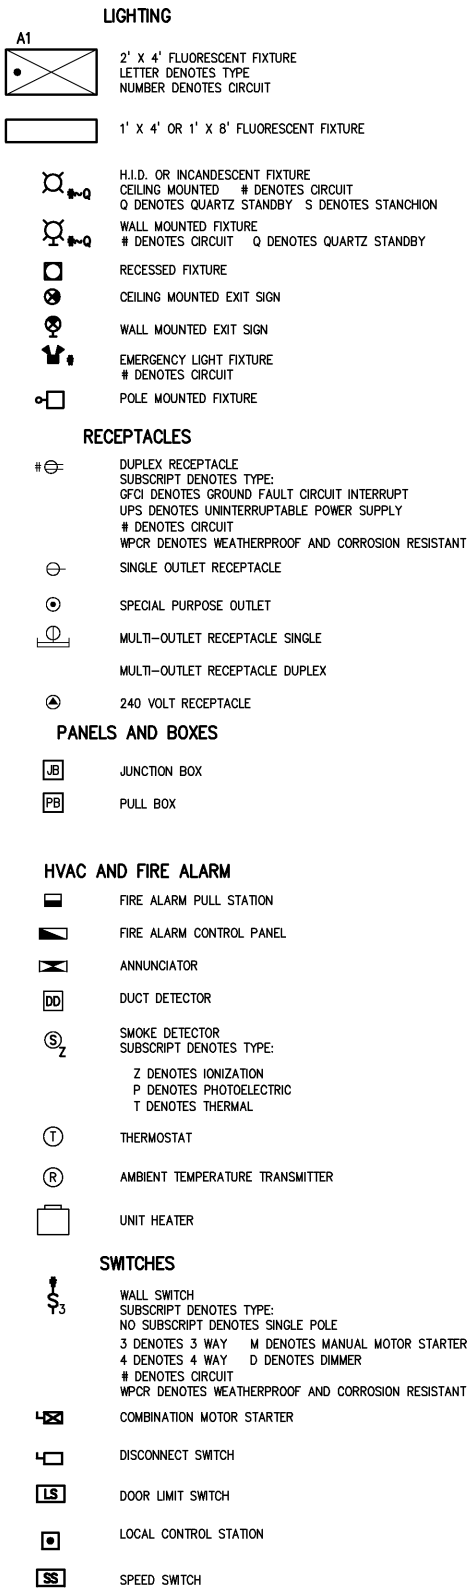 LIGHTING
A1
2' X 4' FLUORESCENT FIXTURE
LETTER DENOTES TYPE
NUMBER DENOTES CIRCUIT
1' X 4' OR 1' X 8' FLUORESCENT FIXTURE
H.I.D. OR INCANDESCENT FIXTURE
CEILING MOUNTED # DENOTES CIRCUIT
#~Q
Q DENOTES QUARTZ STANDBY S DENOTES STANCHION
WALL MOUNTED FIXTURE
#~Q
# DENOTES CIRCUIT Q DENOTES QUARTZ STANDBY
RECESSED FIXTURE
CEILING MOUNTED EXIT SIGN
WALL MOUNTED EXIT SIGN
# EMERGENCY LIGHT FIXTURE
# DENOTES CIRCUIT
POLE MOUNTED FIXTURE
RECEPTACLES
# DUPLEX RECEPTACLE
SUBSCRIPT DENOTES TYPE:
GFCI DENOTES GROUND FAULT CIRCUIT INTERRUPT
UPS DENOTES UNINTERRUPTABLE POWER SUPPLY
# DENOTES CIRCUIT
WPCR DENOTES WEATHERPROOF AND CORROSION RESISTANT
SINGLE OUTLET RECEPTACLE
SPECIAL PURPOSE OUTLET
MULTI-OUTLET RECEPTACLE SINGLE
MULTI-OUTLET RECEPTACLE DUPLEX
240 VOLT RECEPTACLE
PANELS AND BOXES
JB JUNCTION BOX
PB PULL BOX
HVAC AND FIRE ALARM
FIRE ALARM PULL STATION
FIRE ALARM CONTROL PANEL
ANNUNCIATOR
DD DUCT DETECTOR
S Z SMOKE DETECTOR
SUBSCRIPT DENOTES TYPE:
Z DENOTES IONIZATION
P DENOTES PHOTOELECTRIC
T DENOTES THERMAL
T THERMOSTAT
R AMBIENT TEMPERATURE TRANSMITTER
UNIT HEATER
SWITCHES
#
S3 WALL SWITCH
SUBSCRIPT DENOTES TYPE:
NO SUBSCRIPT DENOTES SINGLE POLE
3 DENOTES 3 WAY M DENOTES MANUAL MOTOR STARTER
4 DENOTES 4 WAY D DENOTES DIMMER
# DENOTES CIRCUIT
WPCR DENOTES WEATHERPROOF AND CORROSION RESISTANT
COMBINATION MOTOR STARTER
DISCONNECT SWITCH
LS DOOR LIMIT SWITCH
LOCAL CONTROL STATION
SS SPEED SWITCH